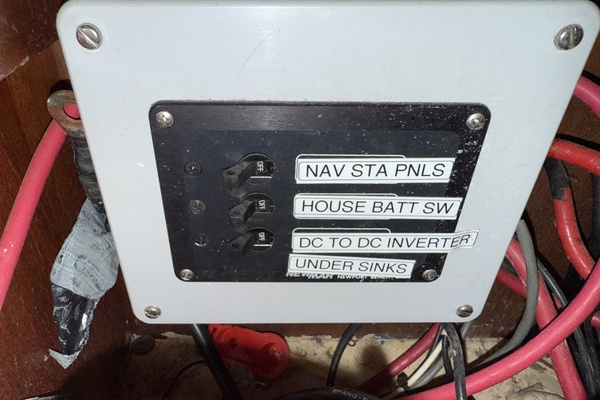 OFF
NAV STA PNLS
OFF
HOUSE BATT SW
OFF
DC TO DC INVERTER
UNDER SINKS
NEWMAR